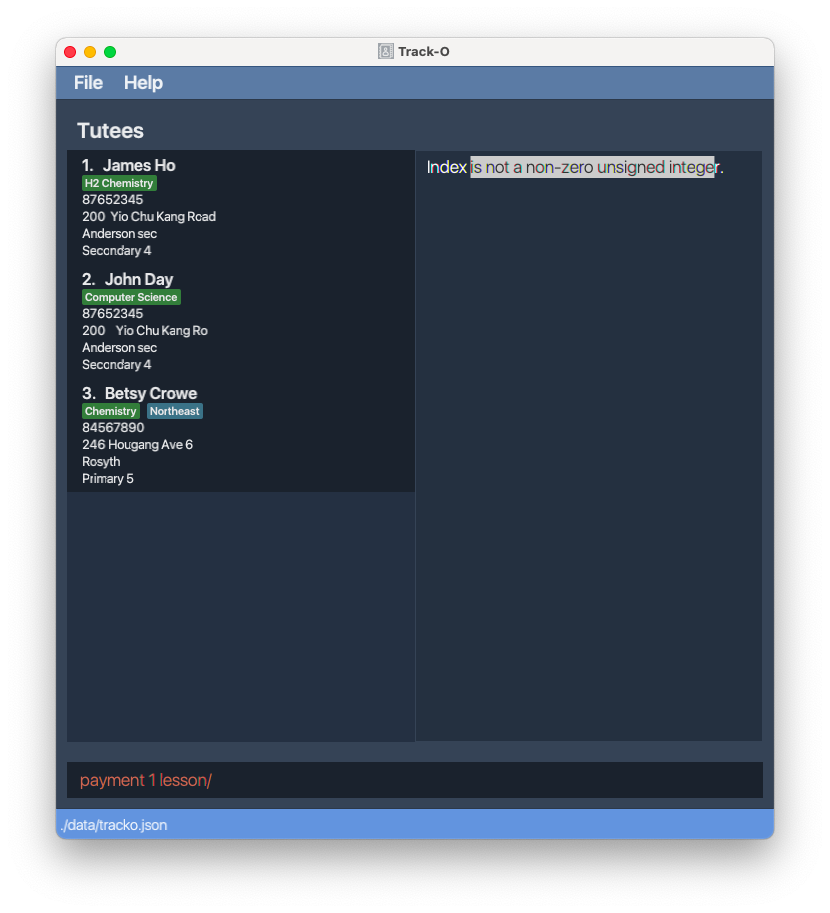 Track-O
File Help
Tutees
1. James Ho
H2 Chemistry
87652345
200 Yio Chu Kang Road
Anderson sec
Secondary 4
2. John Day
Computer Science
87652345
200 Yio Chu Kang Ro
Anderson sec
Secondary 4
3. Betsy Crowe
Chemistry Northeast
84567890
246 Hougang Ave 6
Rosyth
Primary 5
Index is not a non-zero unsigned integer.
payment 1 lesson/
./data/tracko.json